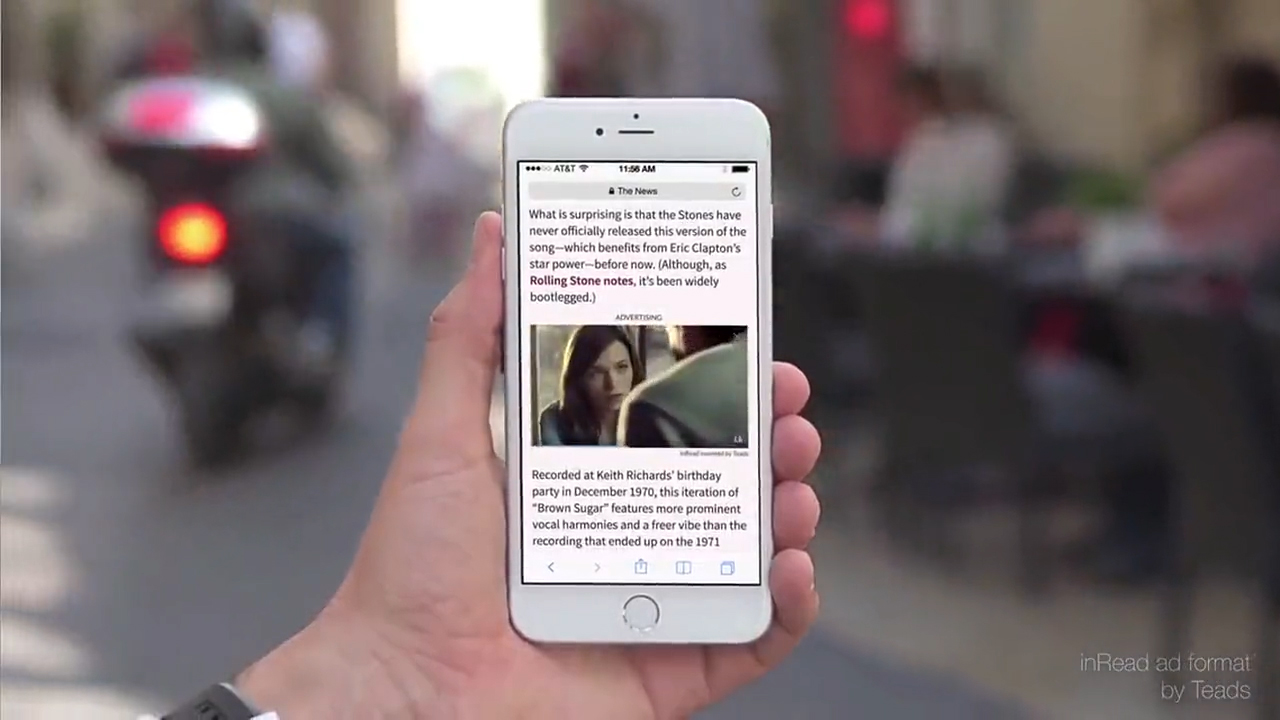 AT&T 11:56 AM
The News
What is surprising is that the Stones have
never officially released this version of the
song—which benefits from Eric Clapton's
star power—before now. (Although, as
Rolling Stone notes, it's been widely
bootlegged.)
ADVERTISING
inRead invented by Teads
Recorded at Keith Richards' birthday
party in December 1970, this iteration of
"Brown Sugar" features more prominent
vocal harmonies and a freer vibe than the
recording that ended up on the 1971
inRead ad format
by Teads